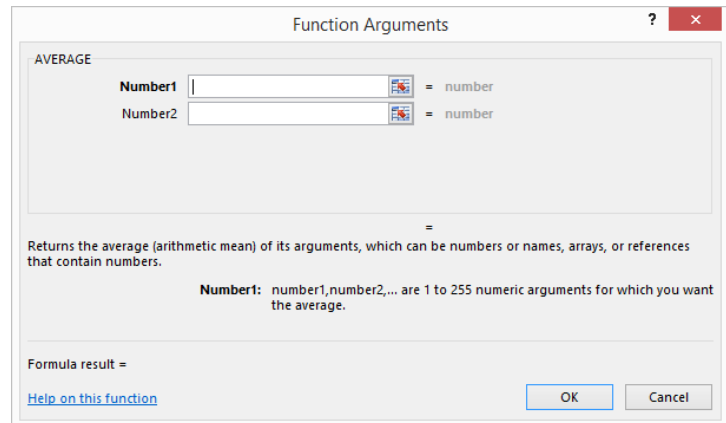 Function Arguments ? ×
AVERAGE
Number1 = number
Number2 = number
=
Returns the average (arithmetic mean) of its arguments, which can be numbers or names, arrays, or references
that contain numbers.
Number1: number1,number2,... are 1 to 255 numeric arguments for which you want
the average.
Formula result =
Help on this function OK Cancel